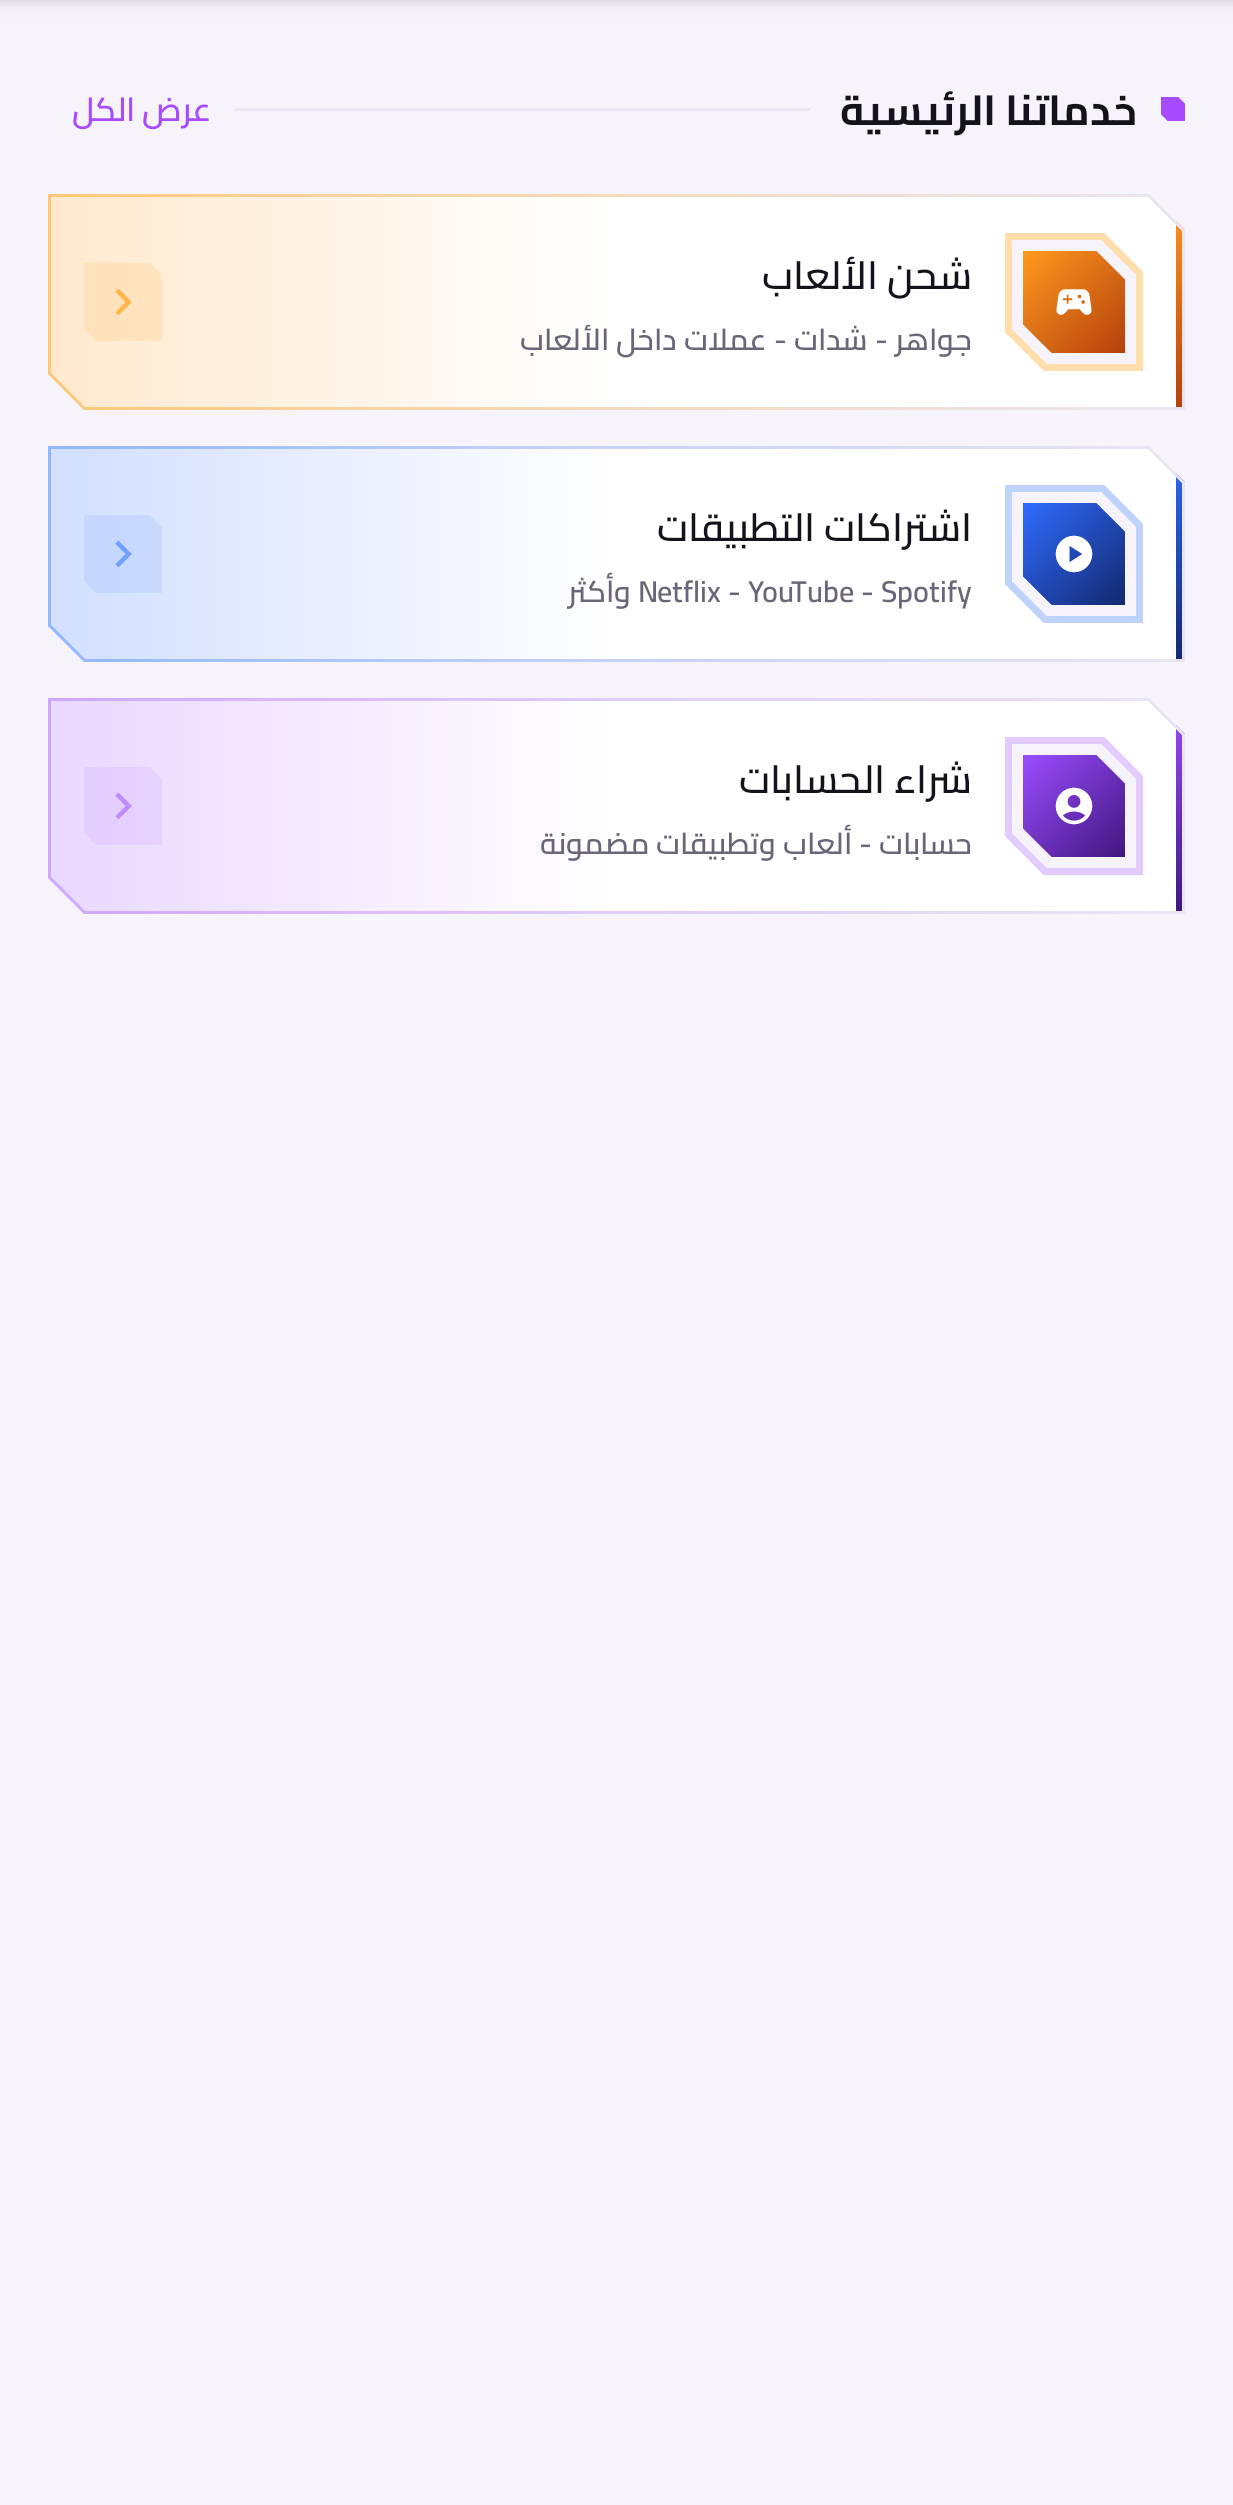 خدماتنا الرئيسية
عرض الكل
شحن الألعاب
جواهر - شدات - عملات داخل الألعاب
اشتراكات التطبيقات
Netflix - YouTube - Spotify وأكثر
شراء الحسابات
حسابات - ألعاب وتطبيقات مضمونة